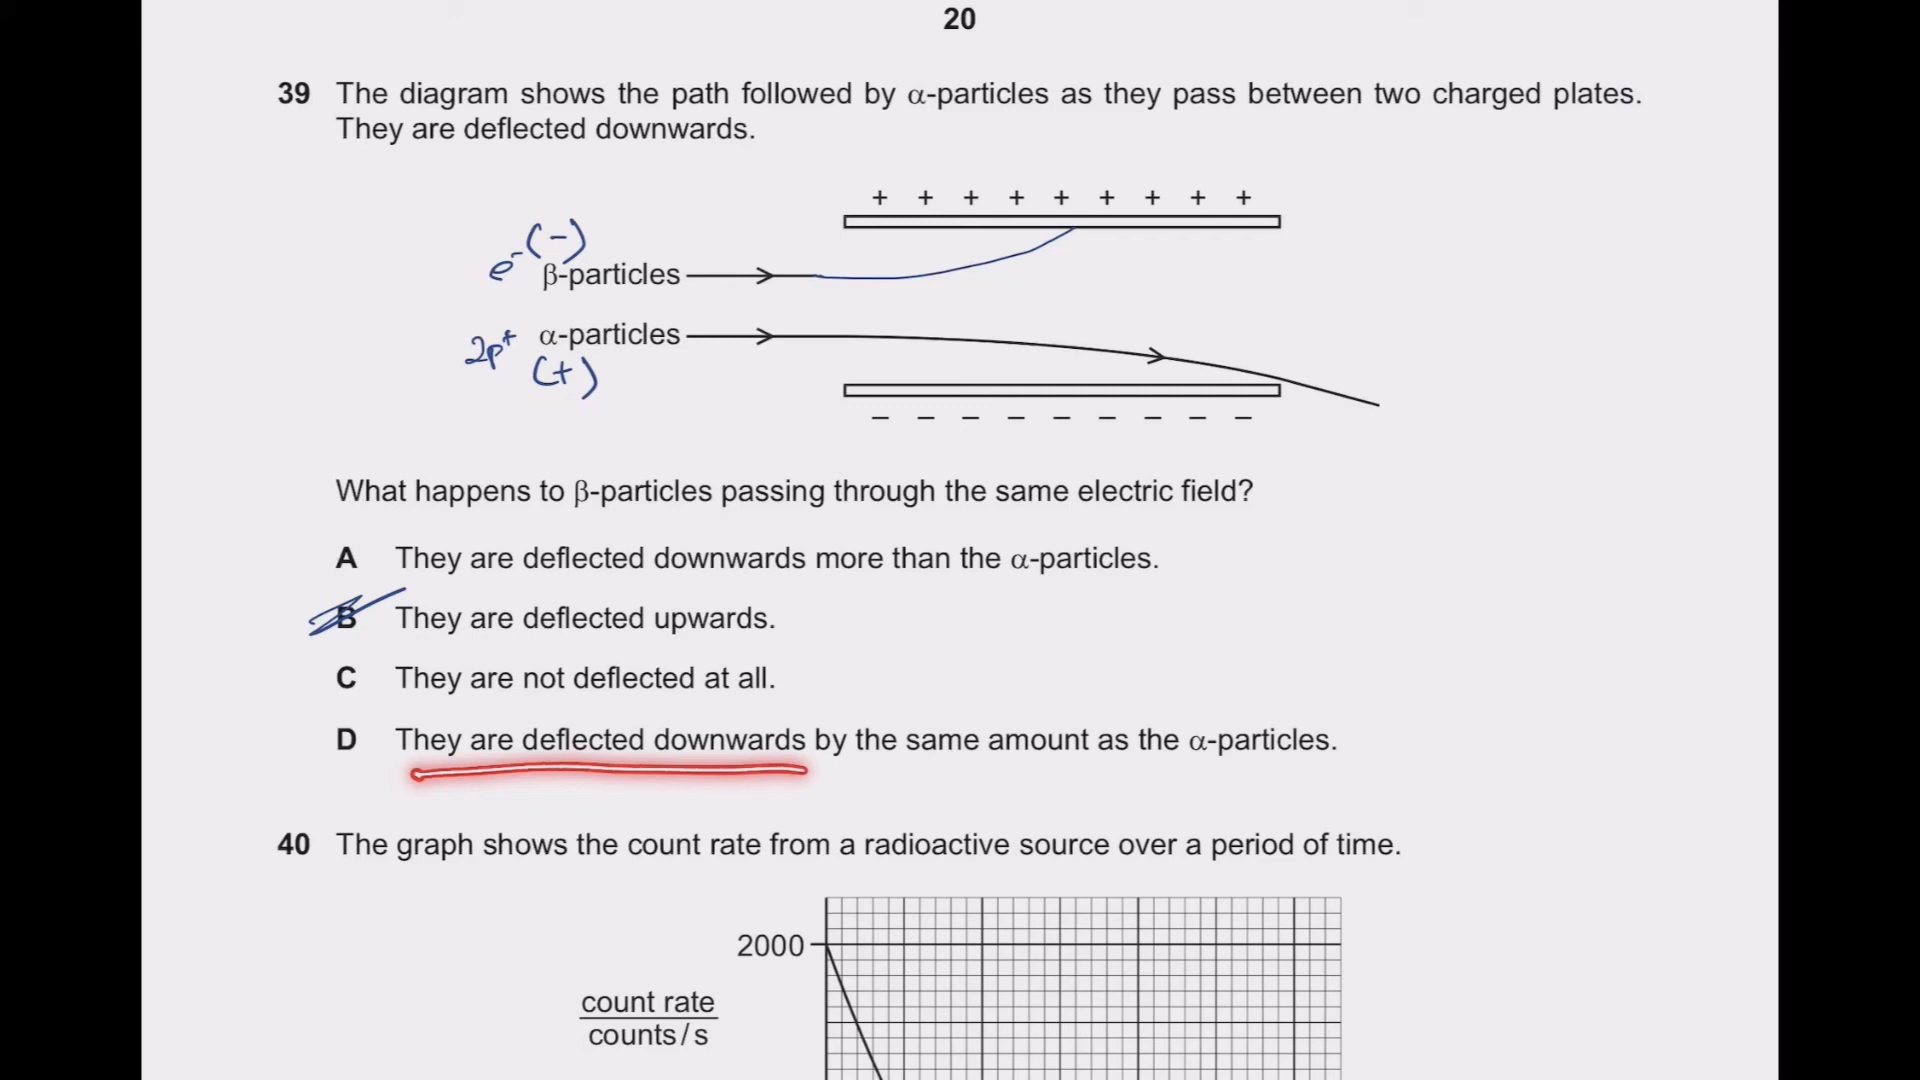 20
39 The diagram shows the path followed by α-particles as they pass between two charged plates.
They are deflected downwards.
+ + + + + + + + +
(-)
e⁻ β-particles
2p⁺ α-particles
(+)
– – – – – – – – –
What happens to β-particles passing through the same electric field?
A They are deflected downwards more than the α-particles.
B They are deflected upwards.
C They are not deflected at all.
D They are deflected downwards by the same amount as the α-particles.
40 The graph shows the count rate from a radioactive source over a period of time.
2000
count rate
counts / s